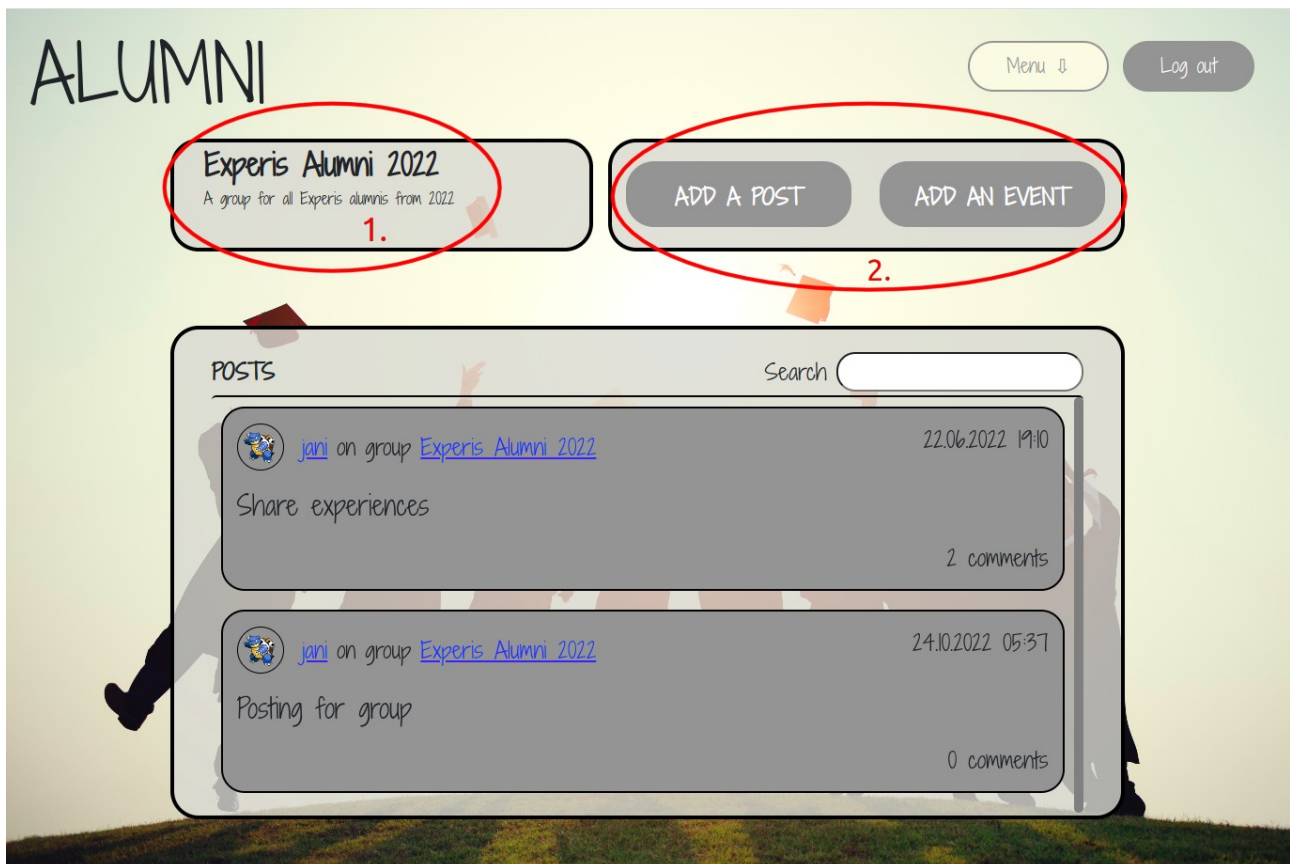 ALUMNI
Menu ⇩
Log out
Experis Alumni 2022
A group for all Experis alumnis from 2022
1.
ADD A POST
ADD AN EVENT
2.
POSTS
Search
jani on group Experis Alumni 2022
22.06.2022 19:10
Share experiences
2 comments
jani on group Experis Alumni 2022
24.10.2022 05:37
Posting for group
0 comments